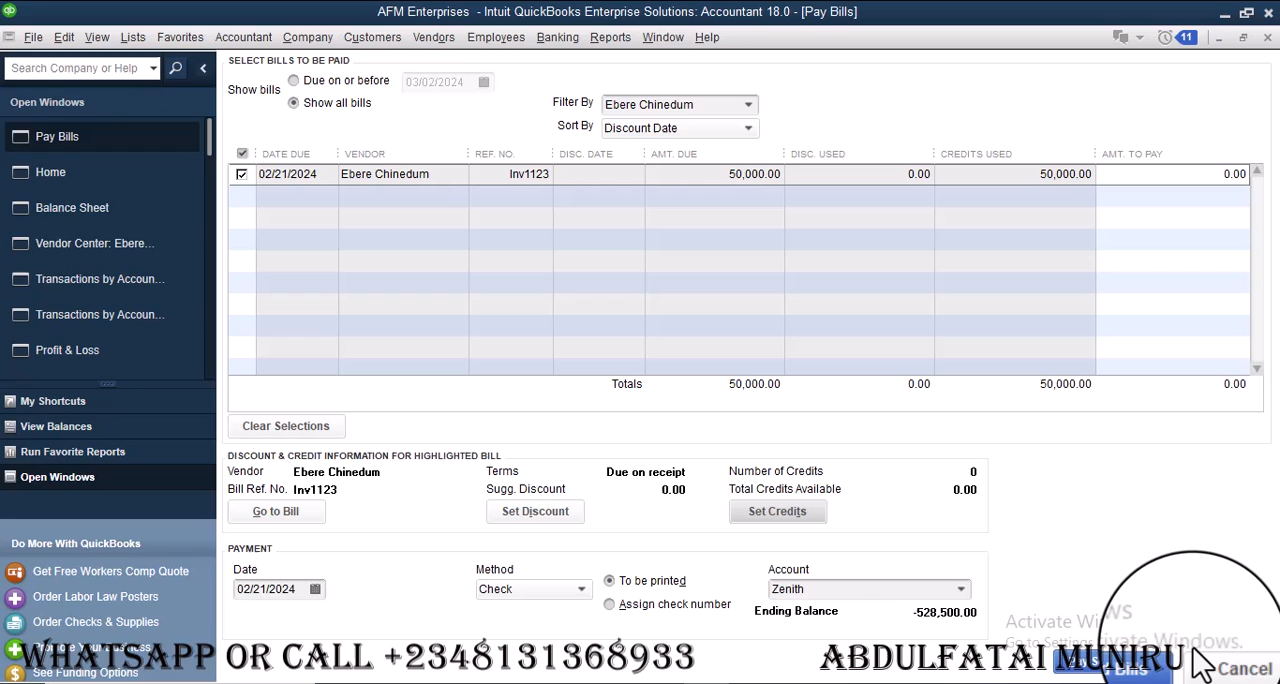 AFM Enterprises - Intuit QuickBooks Enterprise Solutions: Accountant 18.0 - [Pay Bills]
File Edit View Lists Favorites Accountant Company Customers Vendors Employees Banking Reports Window Help 11
Search Company or Help
Open Windows
Pay Bills
Home
Balance Sheet
Vendor Center: Ebere...
Transactions by Accoun...
Transactions by Accoun...
Profit & Loss
My Shortcuts
View Balances
Run Favorite Reports
Open Windows
Do More With QuickBooks
Get Free Workers Comp Quote
Order Labor Law Posters
Order Checks & Supplies
Promote Your Business
See Funding Options
SELECT BILLS TO BE PAID
Show bills
Due on or before 03/02/2024
Show all bills
Filter By Ebere Chinedum
Sort By Discount Date
DATE DUE VENDOR REF. NO. DISC. DATE AMT. DUE DISC. USED CREDITS USED AMT. TO PAY
02/21/2024 Ebere Chinedum Inv1123 50,000.00 0.00 50,000.00 0.00
Totals 50,000.00 0.00 50,000.00 0.00
Clear Selections
DISCOUNT & CREDIT INFORMATION FOR HIGHLIGHTED BILL
Vendor Ebere Chinedum Terms Due on receipt Number of Credits 0
Bill Ref. No. Inv1123 Sugg. Discount 0.00 Total Credits Available 0.00
Go to Bill Set Discount Set Credits
PAYMENT
Date Method Account
02/21/2024 Check To be printed Zenith
Assign check number
Ending Balance -528,500.00
WHATSAPP OR CALL +2348131368933
ABDULFATAI MUNIRU
Cancel